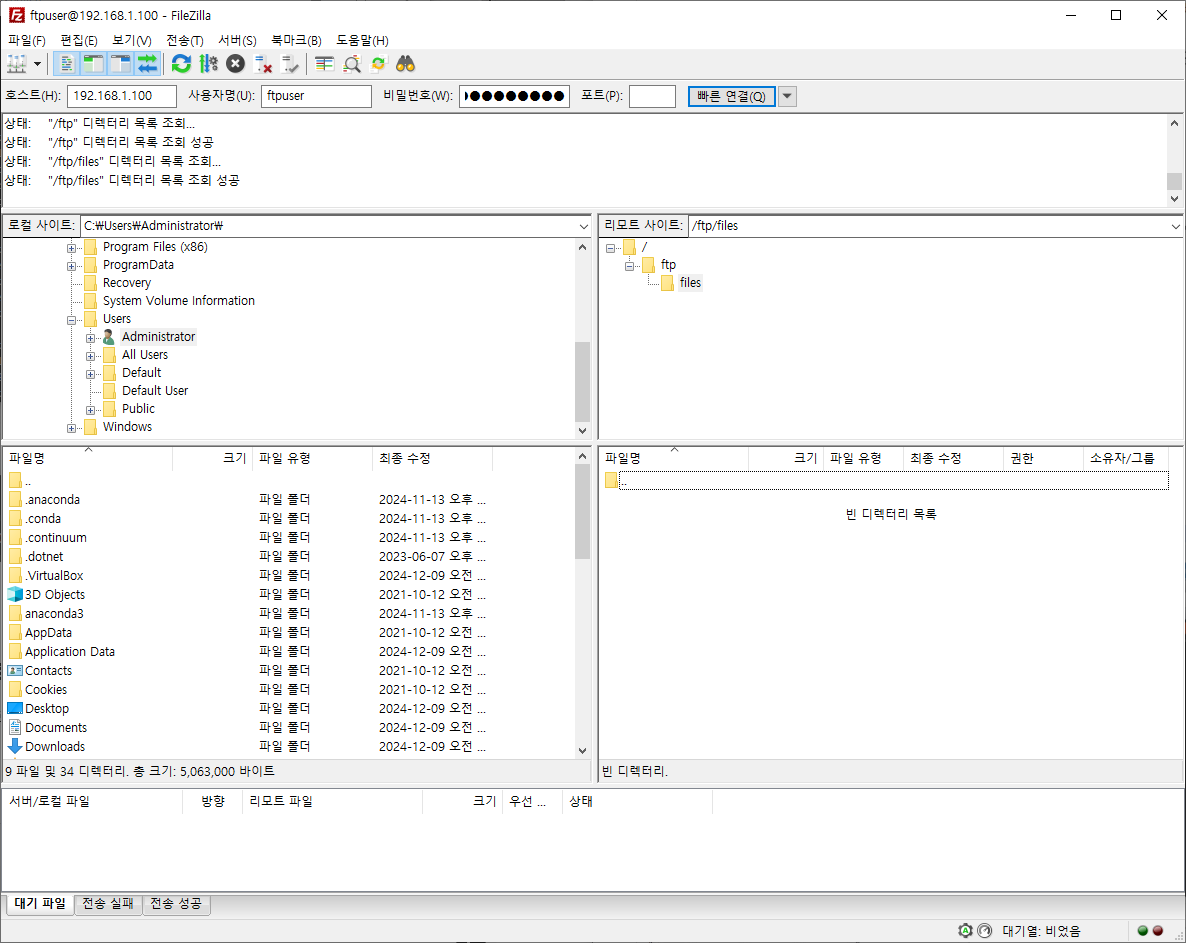 ftpuser@192.168.1.100 - FileZilla
파일(F) 편집(E) 보기(V) 전송(T) 서버(S) 북마크(B) 도움말(H)
호스트(H): 192.168.1.100 사용자명(U): ftpuser 비밀번호(W): ●●●●●●●● 포트(P): 빠른 연결(Q)
상태: "/ftp" 디렉터리 목록 조회...
상태: "/ftp" 디렉터리 목록 조회 성공
상태: "/ftp/files" 디렉터리 목록 조회...
상태: "/ftp/files" 디렉터리 목록 조회 성공
로컬 사이트: C:₩Users₩Administrator₩
Program Files (x86)
ProgramData
Recovery
System Volume Information
Users
Administrator
All Users
Default
Default User
Public
Windows
리모트 사이트: /ftp/files
/
ftp
files
파일명 크기 파일 유형 최종 수정
..
.anaconda 파일 폴더 2024-11-13 오후 ...
.conda 파일 폴더 2024-11-13 오후 ...
.continuum 파일 폴더 2024-11-13 오후 ...
.dotnet 파일 폴더 2023-06-07 오후 ...
.VirtualBox 파일 폴더 2024-12-09 오전 ...
3D Objects 파일 폴더 2021-10-12 오전 ...
anaconda3 파일 폴더 2024-11-13 오후 ...
AppData 파일 폴더 2021-10-12 오전 ...
Application Data 파일 폴더 2024-12-09 오전 ...
Contacts 파일 폴더 2021-10-12 오전 ...
Cookies 파일 폴더 2021-10-12 오전 ...
Desktop 파일 폴더 2024-12-09 오전 ...
Documents 파일 폴더 2024-12-09 오전 ...
Downloads 파일 폴더 2024-12-09 오전 ...
9 파일 및 34 디렉터리. 총 크기: 5,063,000 바이트
파일명 크기 파일 유형 최종 수정 권한 소유자/그룹
..
빈 디렉터리 목록
빈 디렉터리.
서버/로컬 파일 방향 리모트 파일 크기 우선 ... 상태
대기 파일 전송 실패 전송 성공
대기열: 비었음